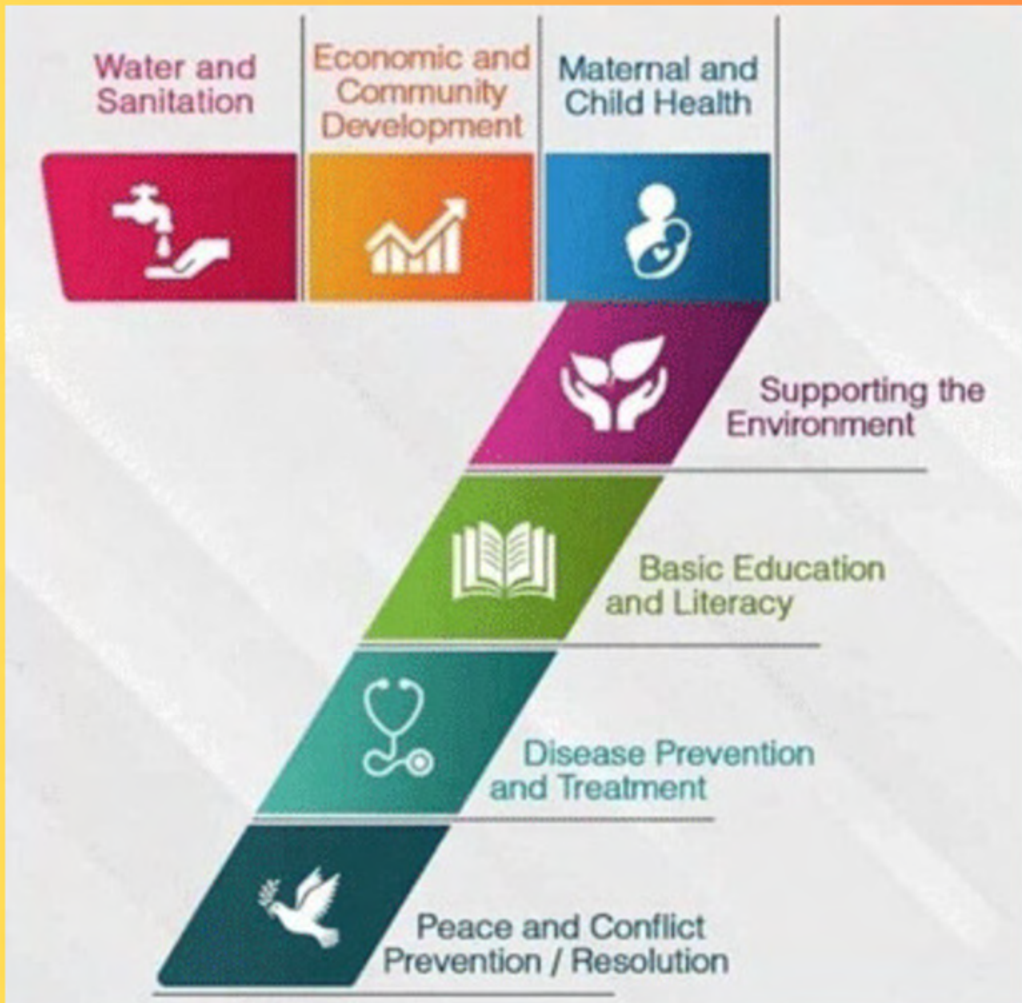 Water and
Sanitation
Economic and
Community
Development
Maternal and
Child Health
Supporting the
Environment
Basic Education
and Literacy
Disease Prevention
and Treatment
Peace and Conflict
Prevention / Resolution